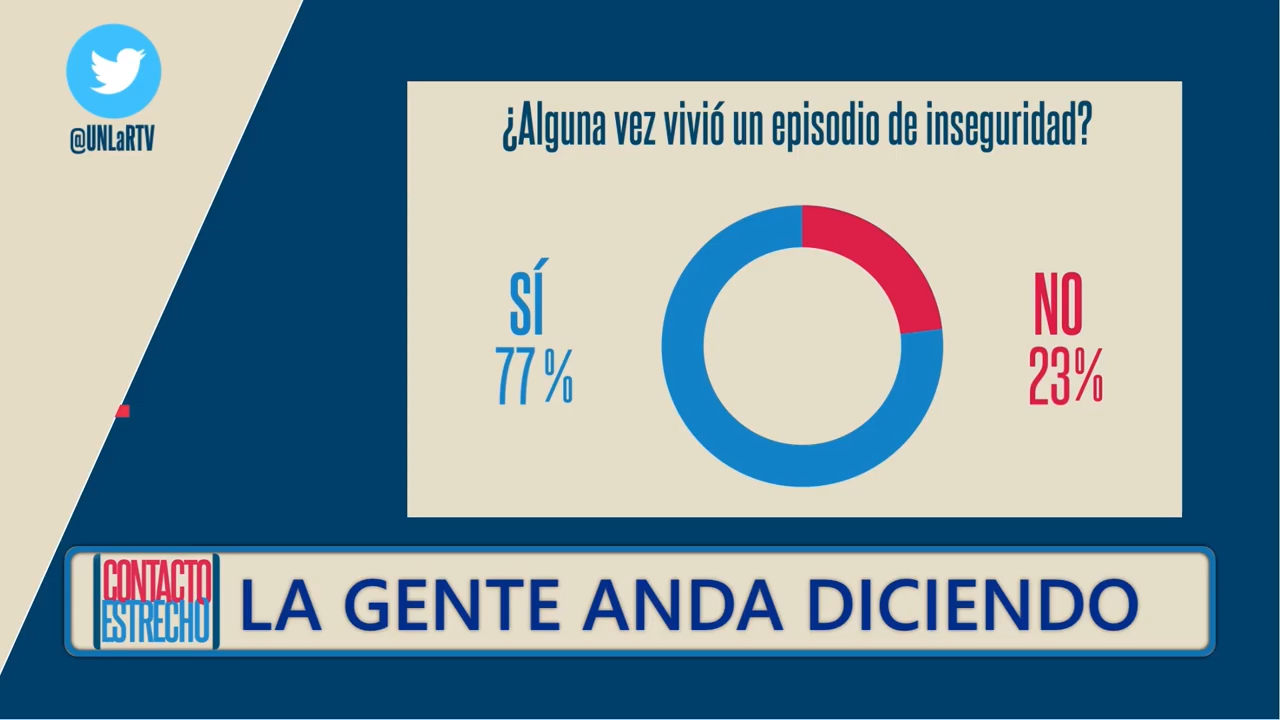 @UNLaRTV
¿Alguna vez vivió un episodio de inseguridad?
SÍ
77%
NO
23%
CONTACTO
ESTRECHO
LA GENTE ANDA DICIENDO